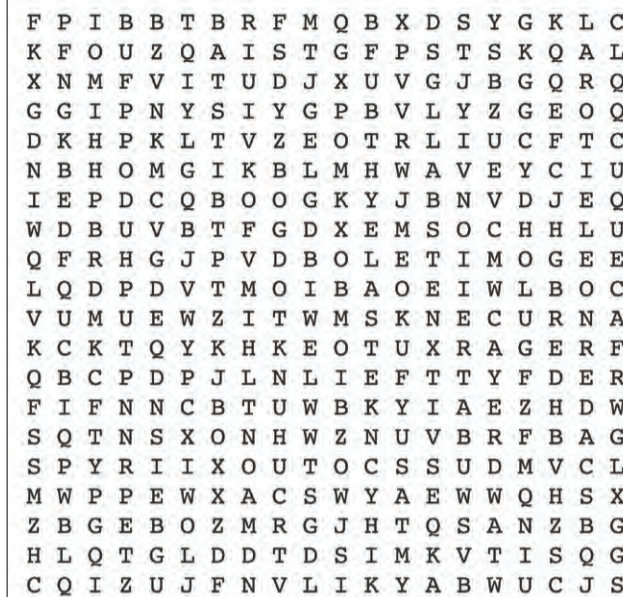 F P I B B T B R F M Q B X D S Y G K L C
K F O U Z Q A I S T G F P S T S K Q A L
X N M F V I T U D J X U V G J B G Q R Q
G G I P N Y S I Y G P B V L Y Z G E O Q
D K H P K L T V Z E O T R L I U C F T C
N B H O M G I K B L M H W A V E Y C I U
I E P D C Q B O O G K Y J B N V D J E Q
W D B U V B T F G D X E M S O C H H L U
Q F R H G J P V D B O L E T I M O G E E
L Q D P D V T M O I B A O E I W L B O C
V U M U E W Z I T W M S K N E C U R N A
K C K T Q Y K H K E O T U X R A G E R F
Q B C P D P J L N L I E F T T Y F D E R
F I F N N C B T U W B K Y I A E Z H D W
S Q T N S X O N H W Z N U V B R F B A G
S P Y R I I X O U T O C S S U D M V C L
M W P P E W X A C S W Y A E W W Q H S X
Z B G E B O Z M R G J H T Q S A N Z B G
H L Q T G L D D T D S I M K V T I S Q G
C Q I Z U J F N V L I K Y A B W U C J S